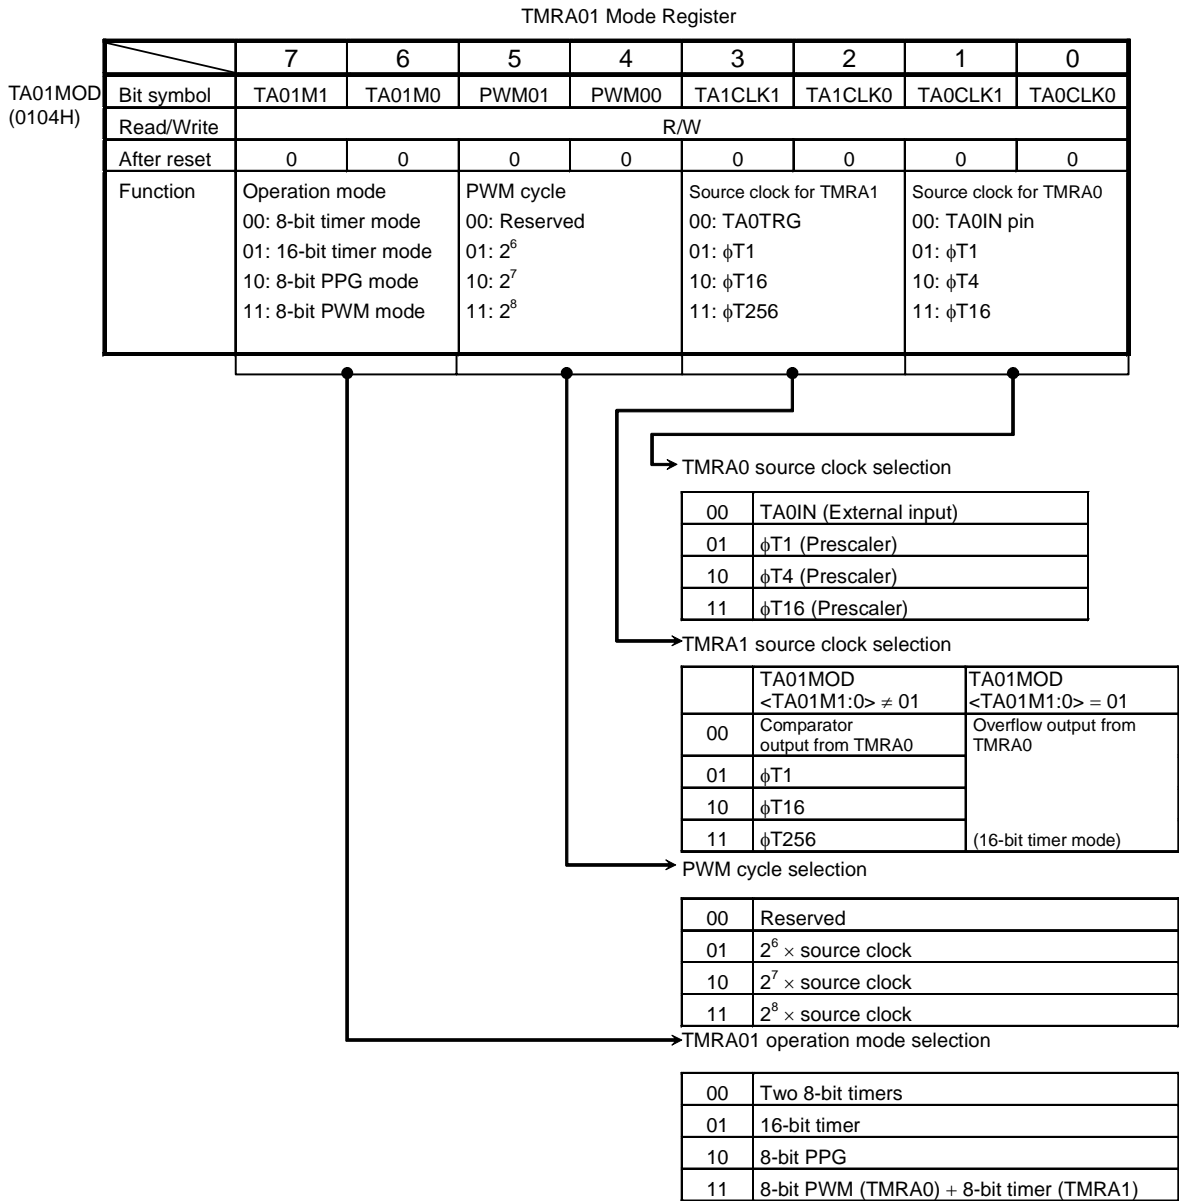 TMRA01 Mode Register
7 6 5 4 3 2 1 0
TA01MOD
(0104H)
Bit symbol TA01M1 TA01M0 PWM01 PWM00 TA1CLK1 TA1CLK0 TA0CLK1 TA0CLK0
Read/Write R/W
After reset 0 0 0 0 0 0 0 0
Function Operation mode PWM cycle Source clock for TMRA1 Source clock for TMRA0
00: 8-bit timer mode 00: Reserved 00: TA0TRG 00: TA0IN pin
01: 16-bit timer mode 01: 2⁶ 01: ϕT1 01: ϕT1
10: 8-bit PPG mode 10: 2⁷ 10: ϕT16 10: ϕT4
11: 8-bit PWM mode 11: 2⁸ 11: ϕT256 11: ϕT16
TMRA0 source clock selection
00 TA0IN (External input)
01 ϕT1 (Prescaler)
10 ϕT4 (Prescaler)
11 ϕT16 (Prescaler)
TMRA1 source clock selection
TA01MOD TA01MOD
<TA01M1:0> ≠ 01 <TA01M1:0> = 01
00 Comparator Overflow output from
output from TMRA0 TMRA0
01 ϕT1
10 ϕT16
11 ϕT256 (16-bit timer mode)
PWM cycle selection
00 Reserved
01 2⁶ × source clock
10 2⁷ × source clock
11 2⁸ × source clock
TMRA01 operation mode selection
00 Two 8-bit timers
01 16-bit timer
10 8-bit PPG
11 8-bit PWM (TMRA0) + 8-bit timer (TMRA1)